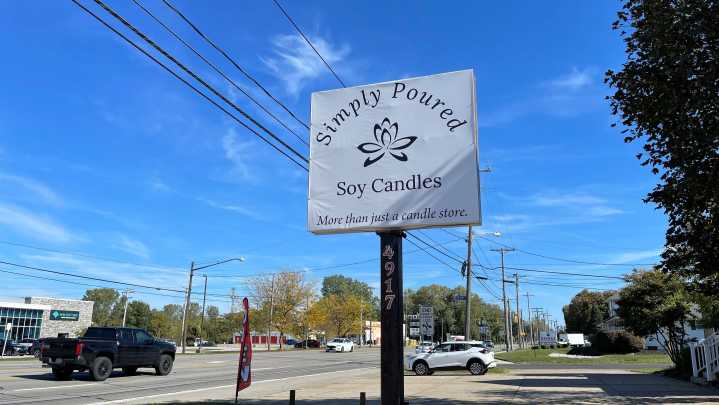 Simply Poured
Soy Candles
More than just a candle store.
4917